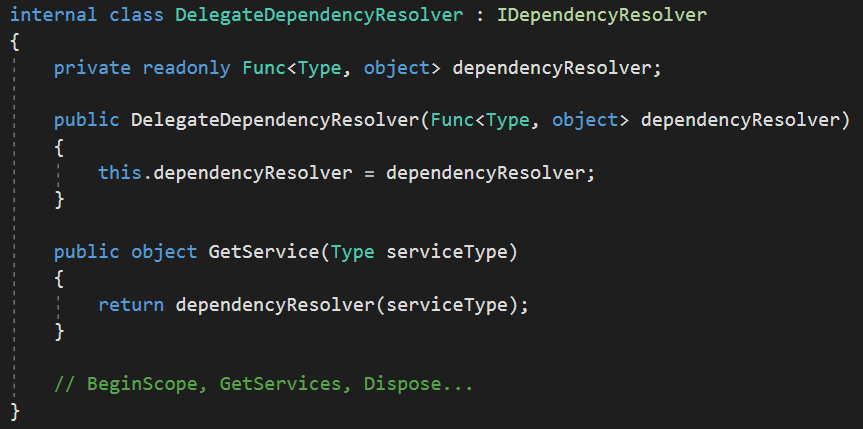 internal class DelegateDependencyResolver : IDependencyResolver
{
    private readonly Func<Type, object> dependencyResolver;
    public DelegateDependencyResolver(Func<Type, object> dependencyResolver)
    {
        this.dependencyResolver = dependencyResolver;
    }
    public object GetService(Type serviceType)
    {
        return dependencyResolver(serviceType);
    }
    // BeginScope, GetServices, Dispose...
}